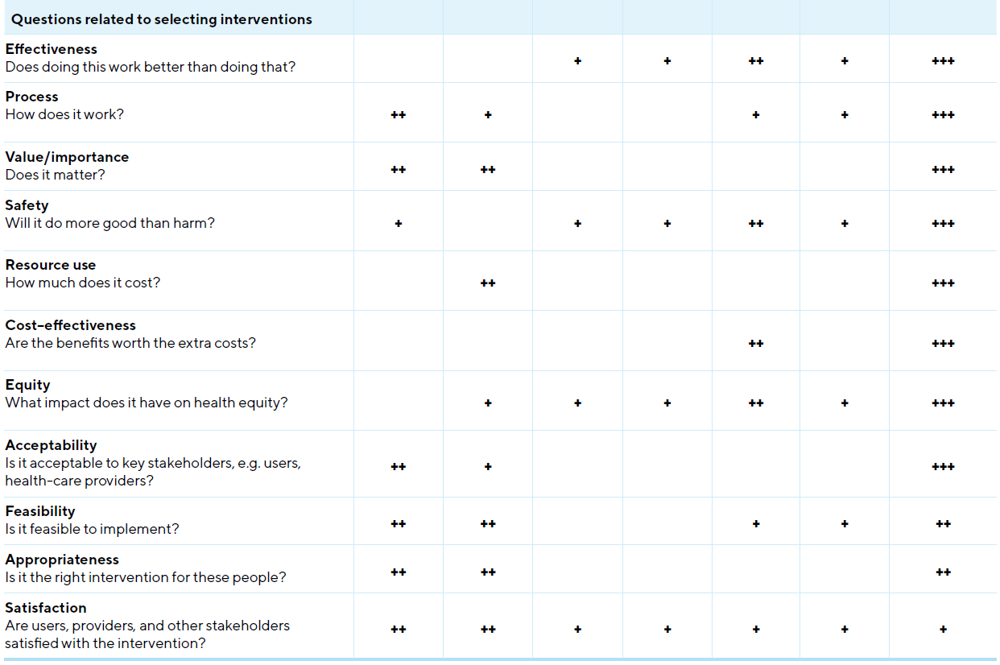 Questions related to selecting interventions
Effectiveness
Does doing this work better than doing that? + + ++ + +++
Process
How does it work? ++ + + + +++
Value/importance
Does it matter? ++ ++ +++
Safety
Will it do more good than harm? + + + ++ + +++
Resource use
How much does it cost? ++ +++
Cost–effectiveness
Are the benefits worth the extra costs? ++ +++
Equity
What impact does it have on health equity? + + + ++ + +++
Acceptability
Is it acceptable to key stakeholders, e.g. users, ++ + +++
health-care providers?
Feasibility
Is it feasible to implement? ++ ++ + + ++
Appropriateness
Is it the right intervention for these people? ++ ++ ++
Satisfaction
Are users, providers, and other stakeholders ++ ++ + + + + +
satisfied with the intervention?